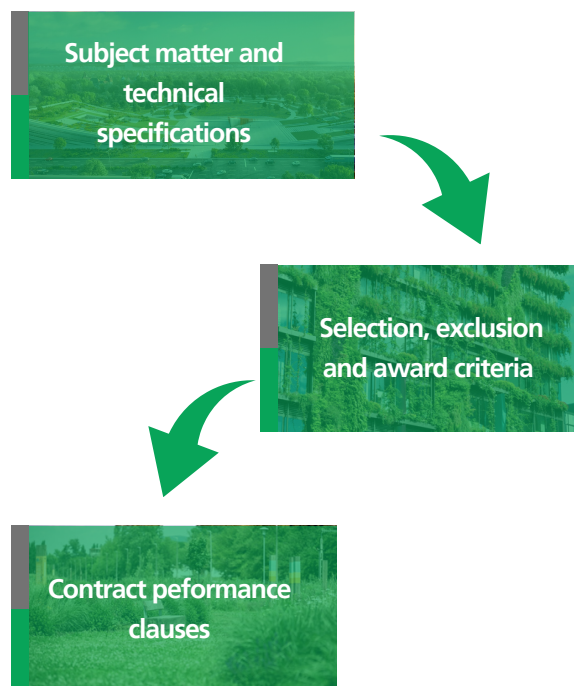 Subject matter and
technical
specifications
Selection, exclusion
and award criteria
Contract peformance
clauses